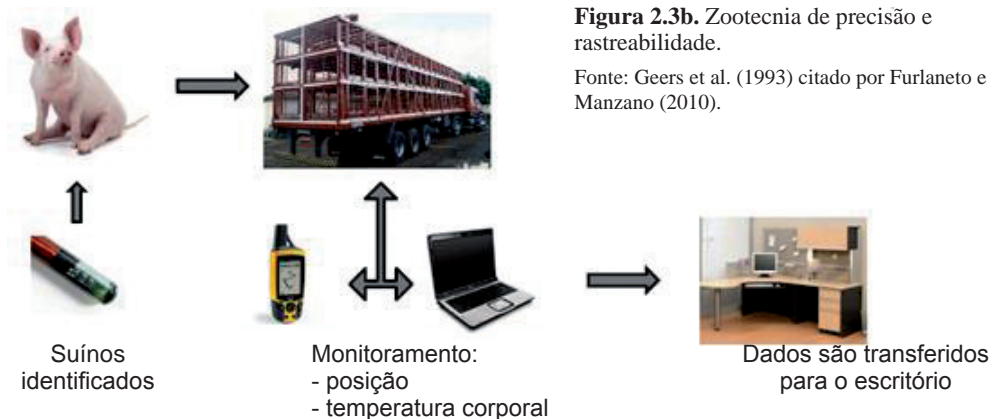 Figura 2.3b. Zootecnia de precisão e
rastreabilidade.
Fonte: Geers et al. (1993) citado por Furlaneto e
Manzano (2010).
Suínos
identificados
Monitoramento:
- posição
- temperatura corporal
Dados são transferidos
para o escritório